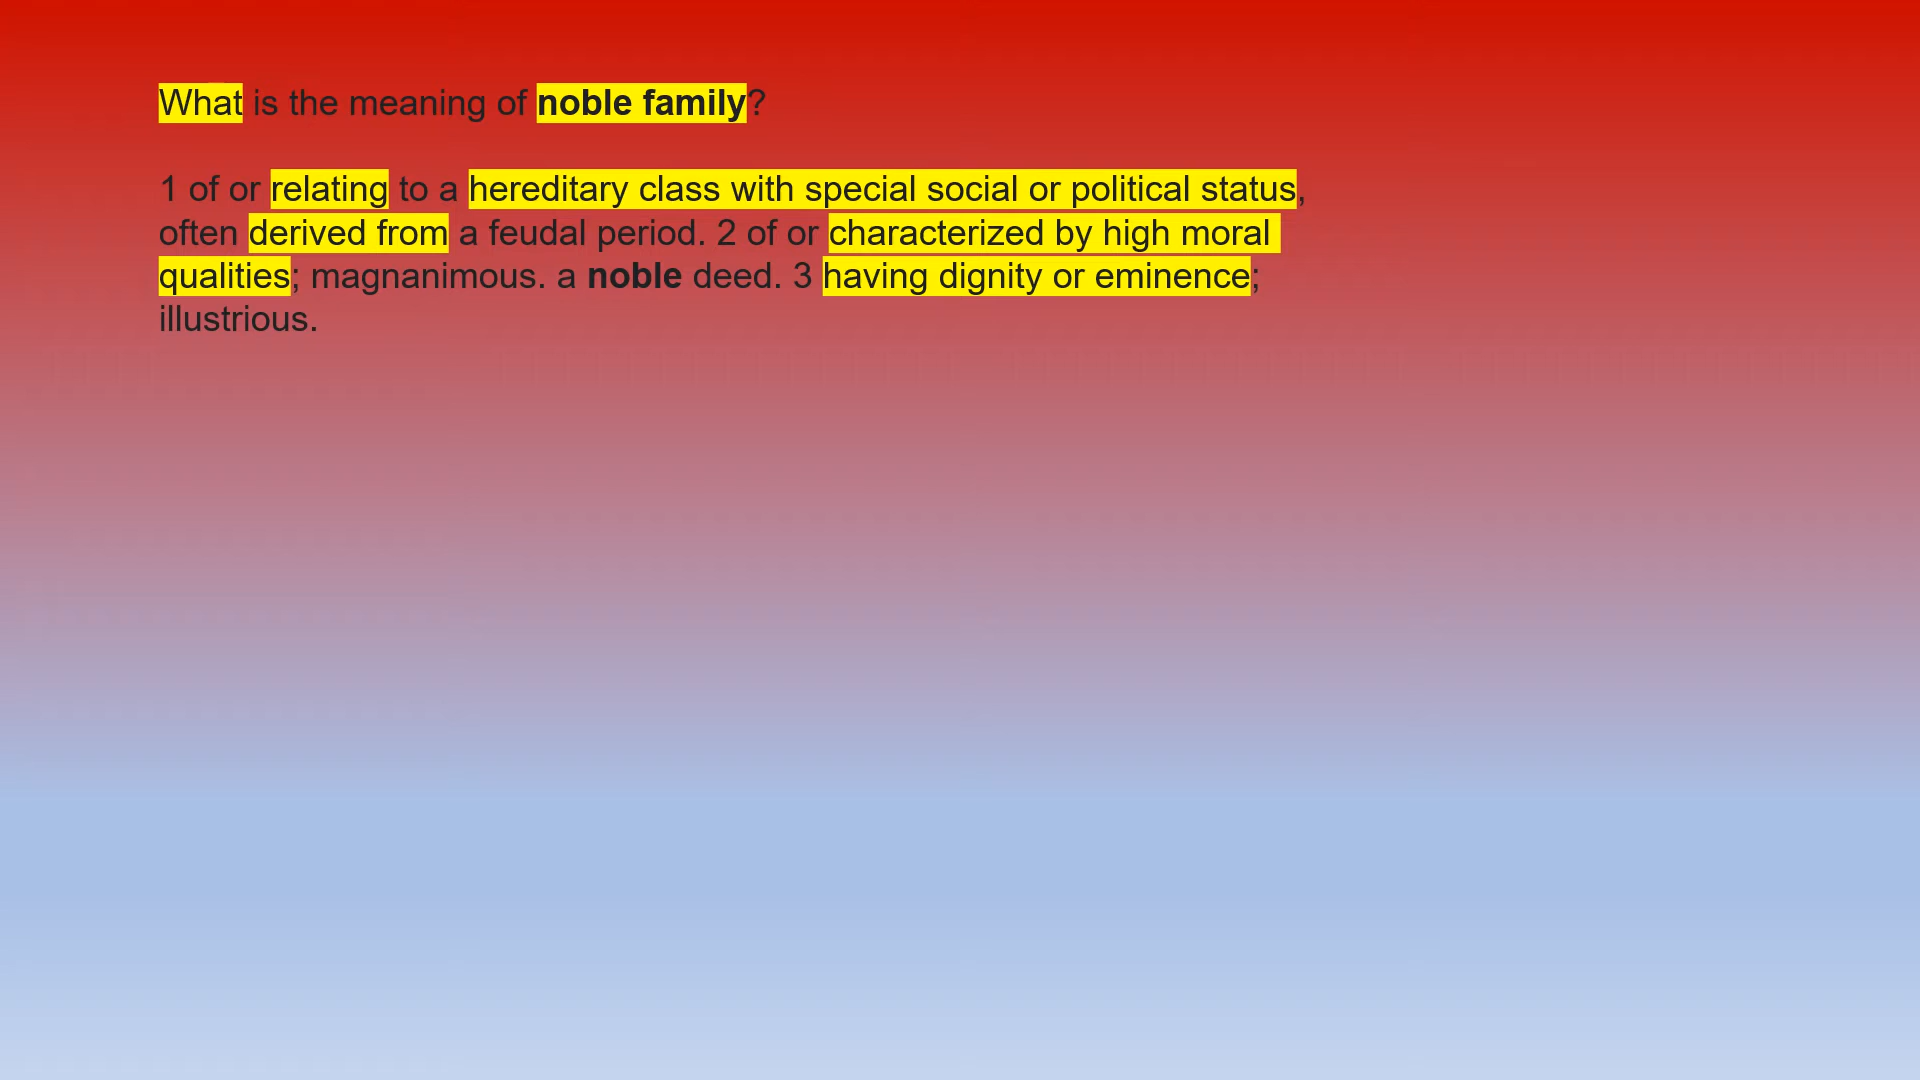 What is the meaning of noble family?
1 of or relating to a hereditary class with special social or political status,
often derived from a feudal period. 2 of or characterized by high moral
qualities; magnanimous. a noble deed. 3 having dignity or eminence;
illustrious.